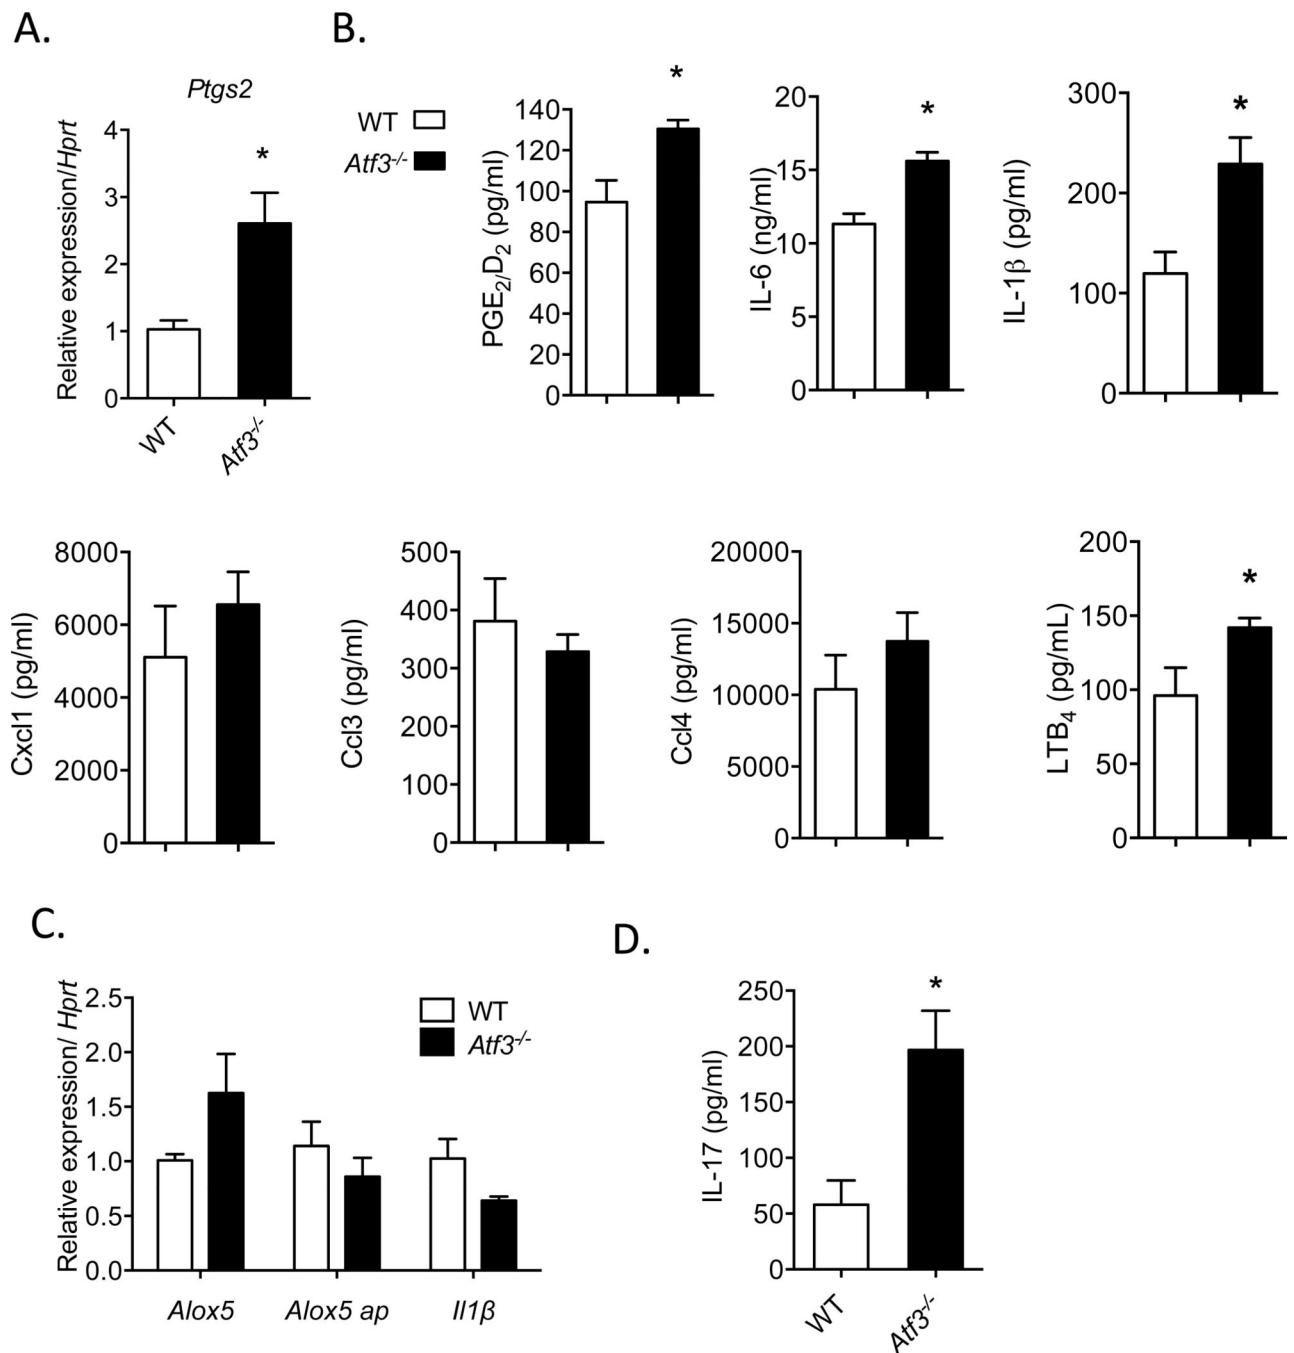 A.
B.
Ptgs2
Relative expression/Hprt
4
3
2
1
0
WT
Atf3-/-
*
WT
Atf3-/-
PGE2/D2 (pg/ml)
140
120
100
80
60
40
20
0
*
IL-6 (ng/ml)
20
15
10
5
0
*
IL-1β (pg/ml)
300
200
100
0
*
Cxcl1 (pg/ml)
8000
6000
4000
2000
0
Ccl3 (pg/ml)
500
400
300
200
100
0
Ccl4 (pg/ml)
20000
15000
10000
5000
0
LTB4 (pg/mL)
200
150
100
50
0
*
C.
Relative expression/ Hprt
2.5
2.0
1.5
1.0
0.5
0.0
WT
Atf3-/-
Alox5
Alox5 ap
Il1β
D.
IL-17 (pg/ml)
250
200
150
100
50
0
*
WT
Atf3-/-